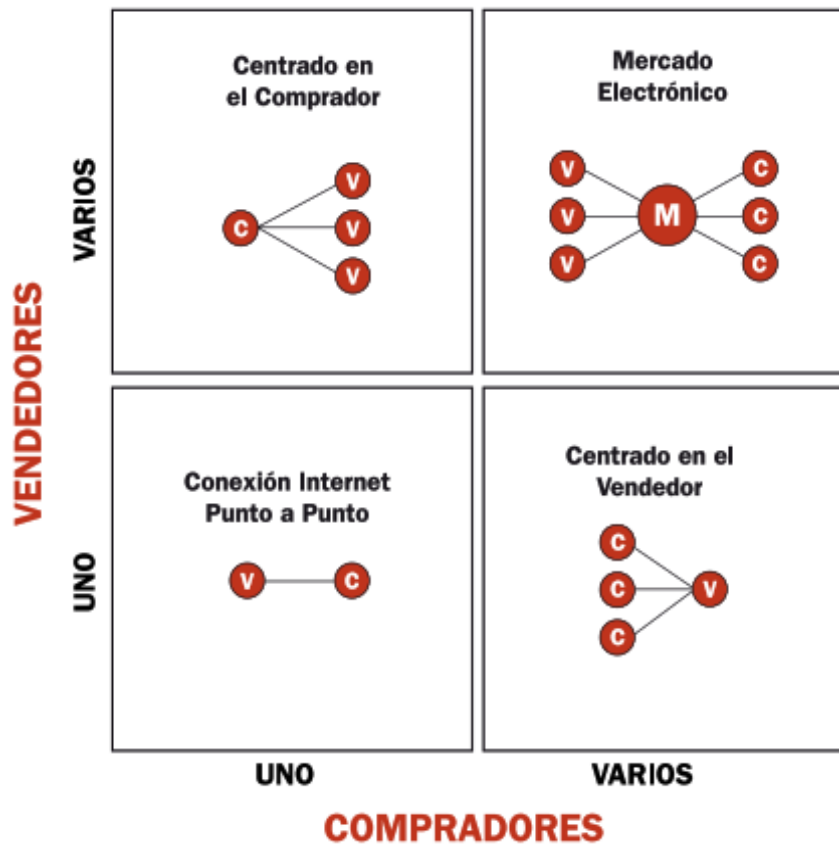 Centrado en
el Comprador
V
C
V
V
Mercado
Electrónico
V
C
V
M
C
V
C
VARIOS
VENDEDORES
Conexión Internet
Punto a Punto
V
C
Centrado en el
Vendedor
C
C
V
C
UNO
UNO
VARIOS
COMPRADORES